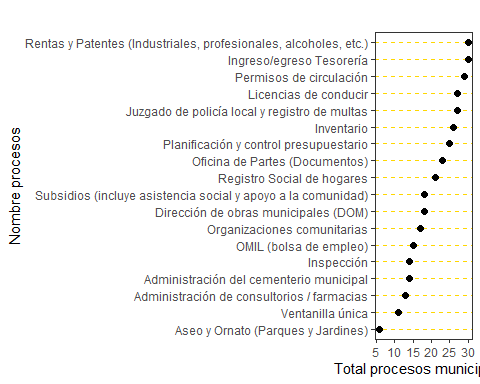 Rentas y Patentes (Industriales, profesionales, alcoholes, etc.)
Ingreso/egreso Tesorería
Permisos de circulación
Licencias de conducir
Juzgado de policía local y registro de multas
Inventario
Planificación y control presupuestario
Oficina de Partes (Documentos)
Registro Social de hogares
Subsidios (incluye asistencia social y apoyo a la comunidad)
Dirección de obras municipales (DOM)
Organizaciones comunitarias
OMIL (bolsa de empleo)
Inspección
Administración del cementerio municipal
Administración de consultorios / farmacias
Ventanilla única
Aseo y Ornato (Parques y Jardines)
Nombre procesos
5 10 15 20 25 30
Total procesos municip